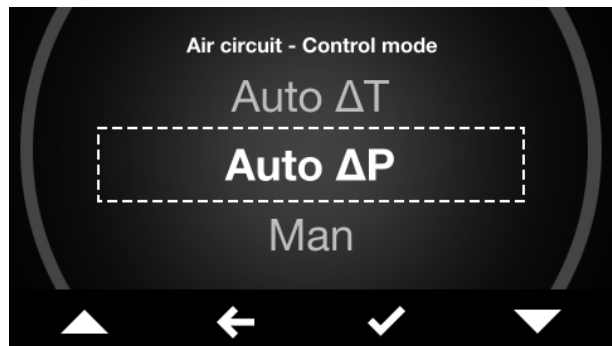 Air circuit - Control mode
Auto ΔT
Auto ΔP
Man